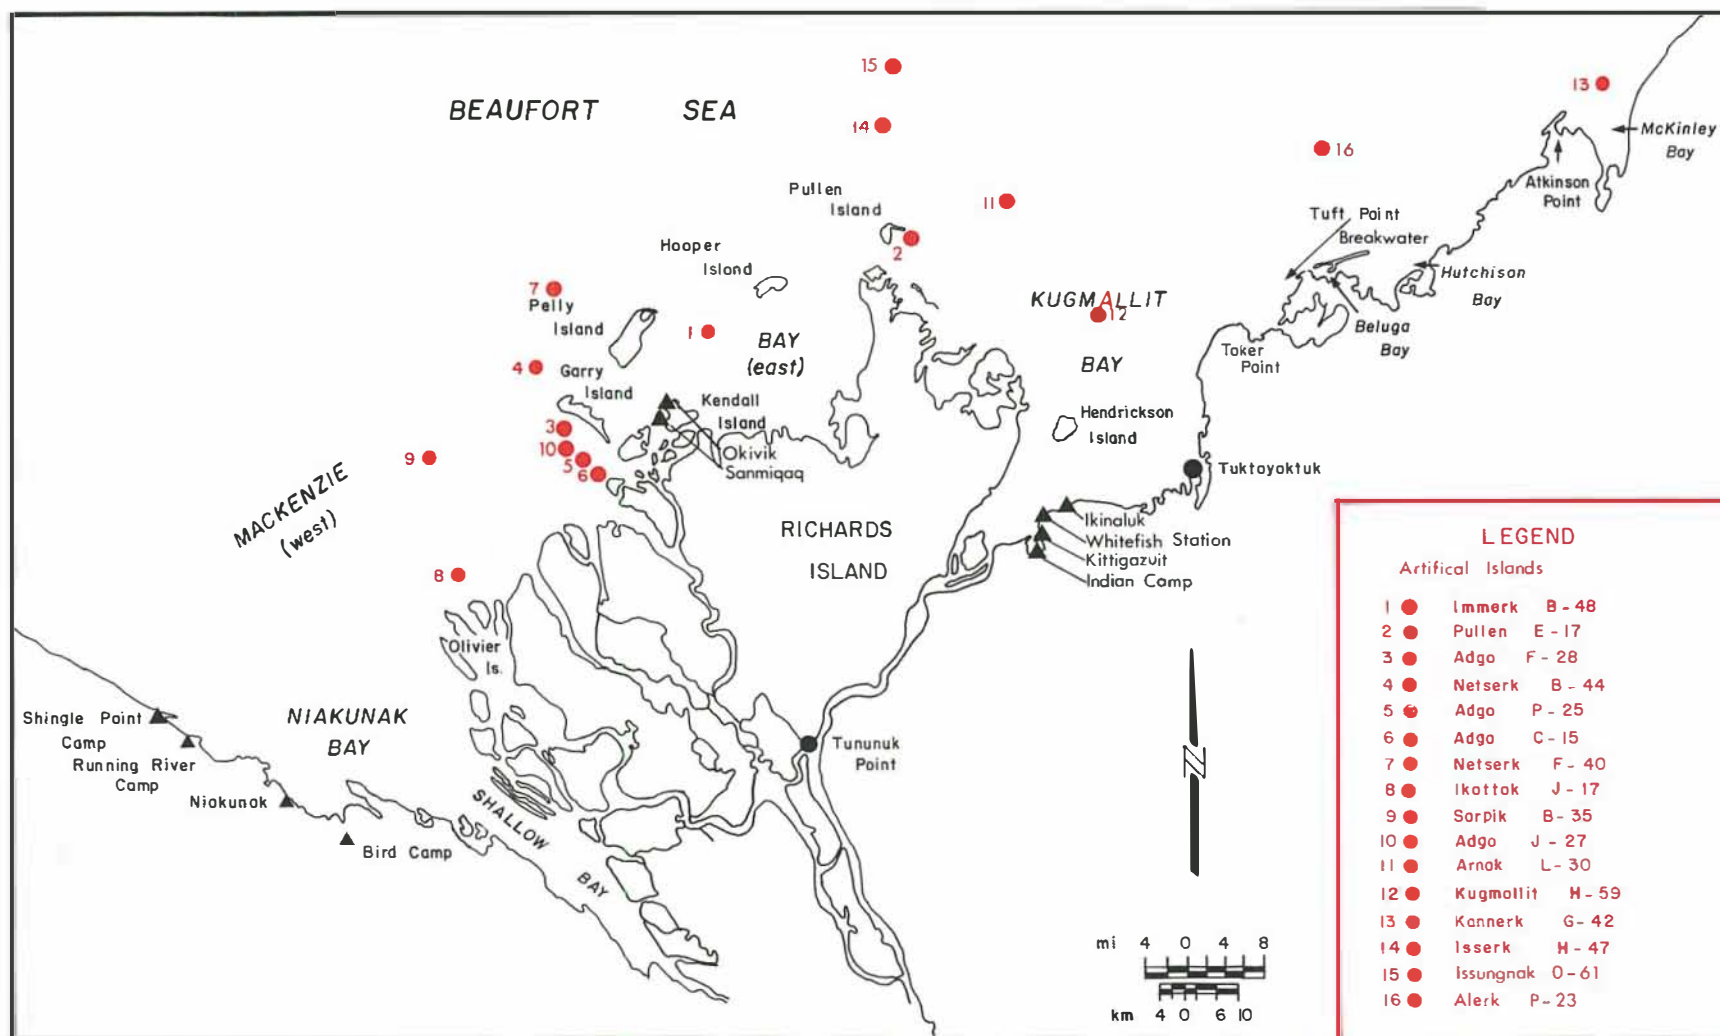 15
BEAUFORT SEA
13
14
McKinley
Bay
16
Atkinson
Point
Pullen
Island
11
Tuft Point
Breakwater
2
Hooper
Island
Hutchison
Bay
7
Pelly
Island
KUGMALLIT
12
BAY
1
BAY
(east)
Beluga
Bay
Toker
Point
4
Garry
Island
Kendall
Island
Hendrickson
Island
3
10
5
6
9
Okivik
Sanmiqaq
Tuktoyaktuk
MACKENZIE
(west)
RICHARDS
ISLAND
Ikinaluk
Whitefish Station
Kittigazuit
Indian Camp
8
Olivier
Is.
Shingle Point
Camp
Running River
Camp
NIAKUNAK
BAY
Niakunak
Bird Camp
SHALLOW
BAY
Tununuk
Point
N
mi 4 0 4 8
km 4 0 6 10
LEGEND
Artifical Islands
1 Immerk B-48
2 Pullen E-17
3 Adgo F-28
4 Netserk B-44
5 Adgo P-25
6 Adgo C-15
7 Netserk F-40
8 Ikattok J-17
9 Sarpik B-35
10 Adgo J-27
11 Arnak L-30
12 Kugmallit H-59
13 Kannerk G-42
14 Isserk H-47
15 Issungnak O-61
16 Alerk P-23